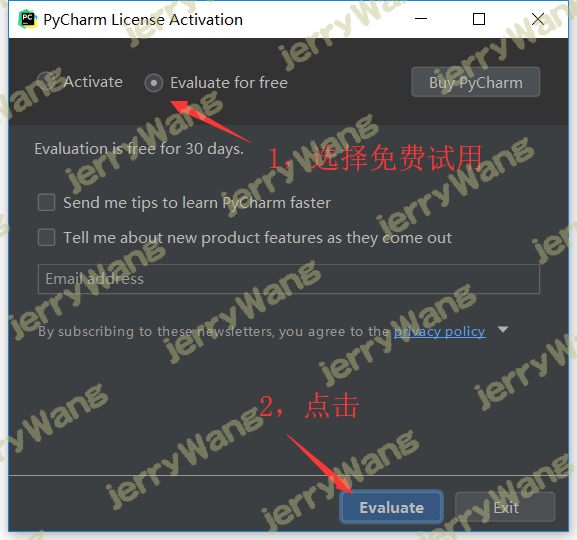 PyCharm License Activation
Activate
Evaluate for free
Buy PyCharm
Evaluation is free for 30 days.
1，选择免费试用
Send me tips to learn PyCharm faster
Tell me about new product features as they come out
Email address
By subscribing to these newsletters, you agree to the privacy policy
2，点击
Evaluate
Exit
jerryWang